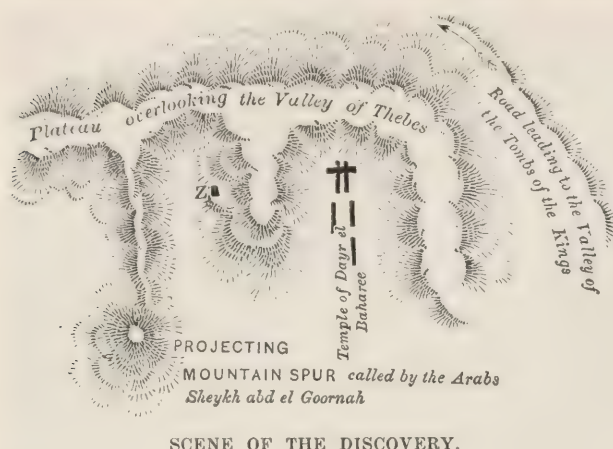 Plateau overlooking the Valley of Thebes
Road leading to the Valley of
the Tombs of the Kings
Z
Temple of Dayr el
Baharee
PROJECTING
MOUNTAIN SPUR called by the Arabs
Sheykh abd el Goornah
SCENE OF THE DISCOVERY.